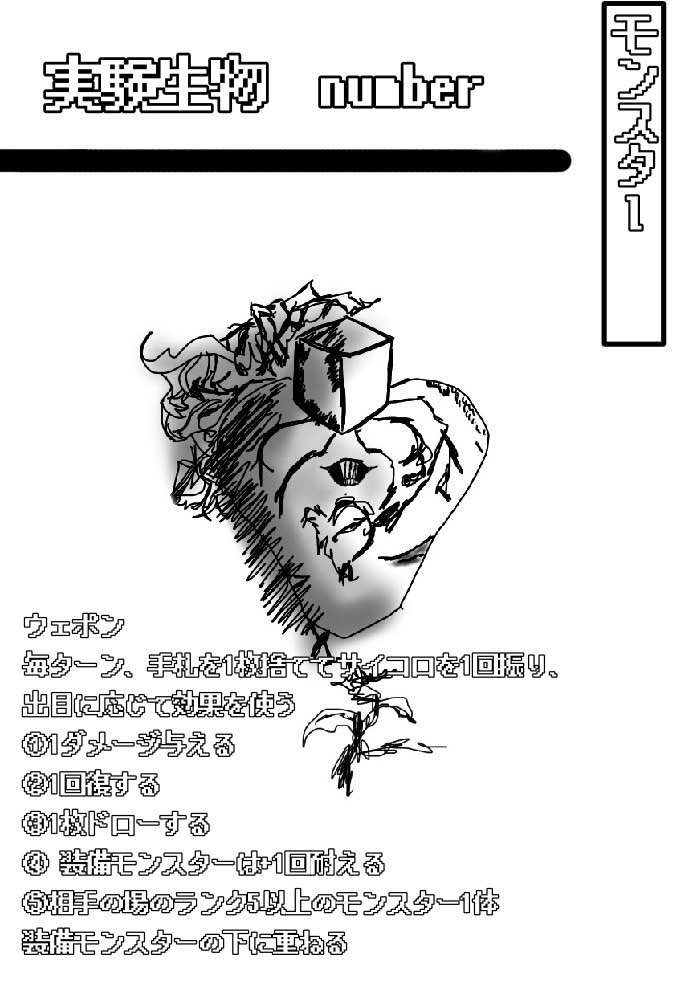 実験生物 number
モンスター1
ウェポン
毎ターン、手札を1枚捨ててサイコロを1回振り、
出目に応じて効果を使う
①1ダメージ与える
②1回復する
③1枚ドローする
④ 装備モンスターは+1回耐える
⑤相手の場のランク5以上のモンスター1体
装備モンスターの下に重ねる